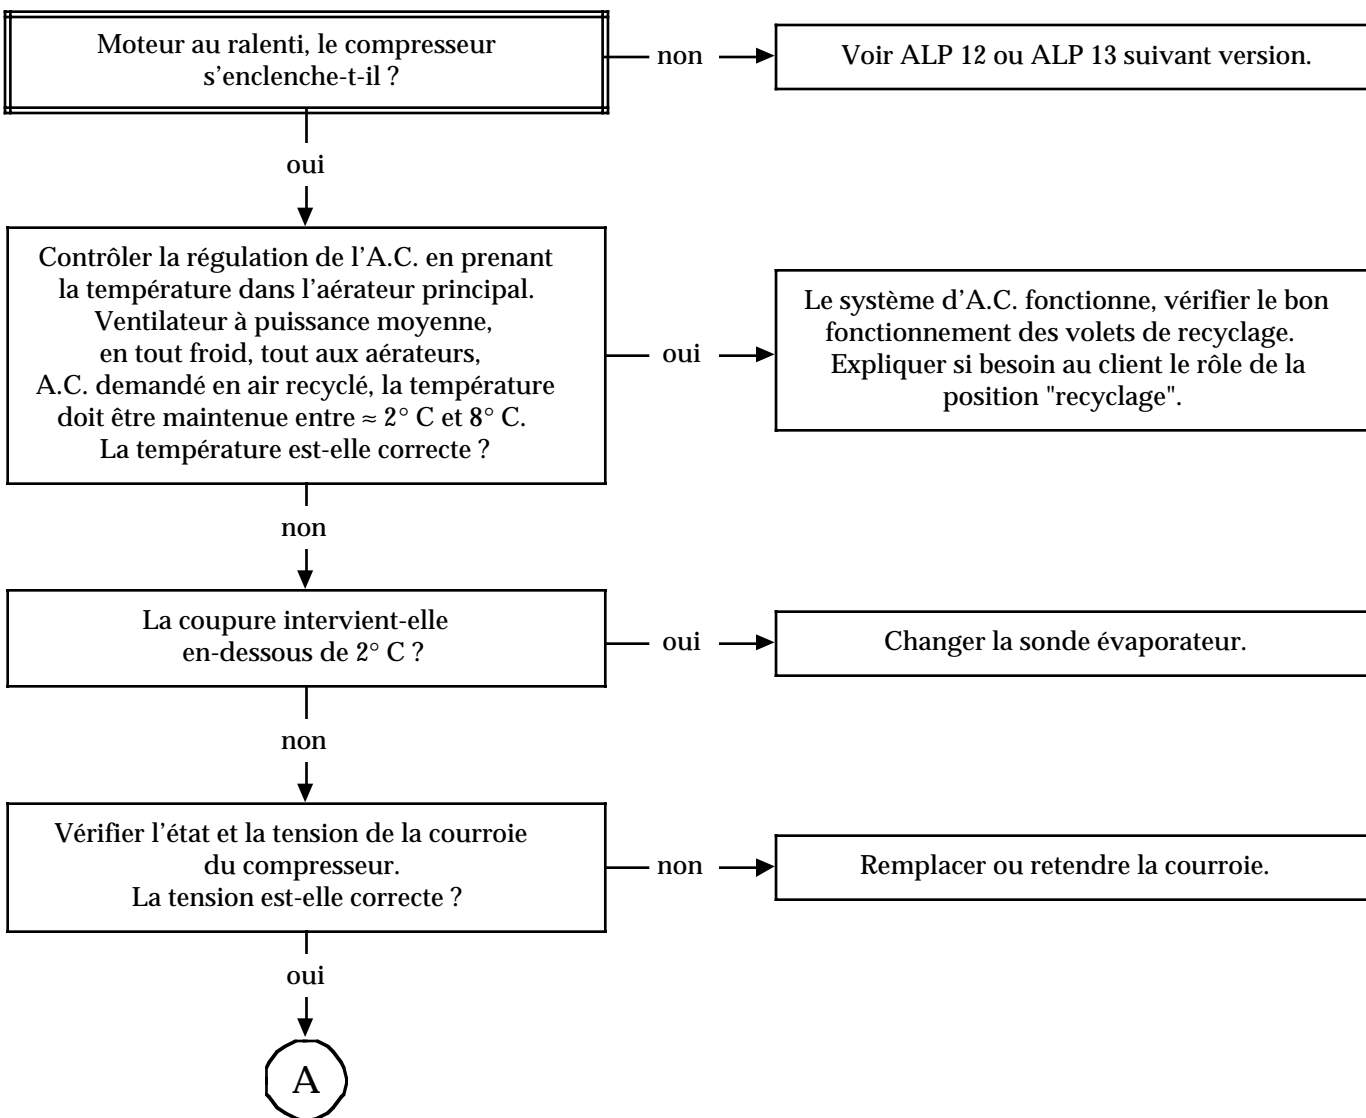 Moteur au ralenti, le compresseur
s’enclenche-t-il ?
non
Voir ALP 12 ou ALP 13 suivant version.
oui
Contrôler la régulation de l’A.C. en prenant
la température dans l’aérateur principal.
Ventilateur à puissance moyenne,
en tout froid, tout aux aérateurs,
A.C. demandé en air recyclé, la température
doit être maintenue entre ≈ 2° C et 8° C.
La température est-elle correcte ?
oui
Le système d’A.C. fonctionne, vérifier le bon
fonctionnement des volets de recyclage.
Expliquer si besoin au client le rôle de la
position "recyclage".
non
La coupure intervient-elle
en-dessous de 2° C ?
oui
Changer la sonde évaporateur.
non
Vérifier l’état et la tension de la courroie
du compresseur.
La tension est-elle correcte ?
non
Remplacer ou retendre la courroie.
oui
A